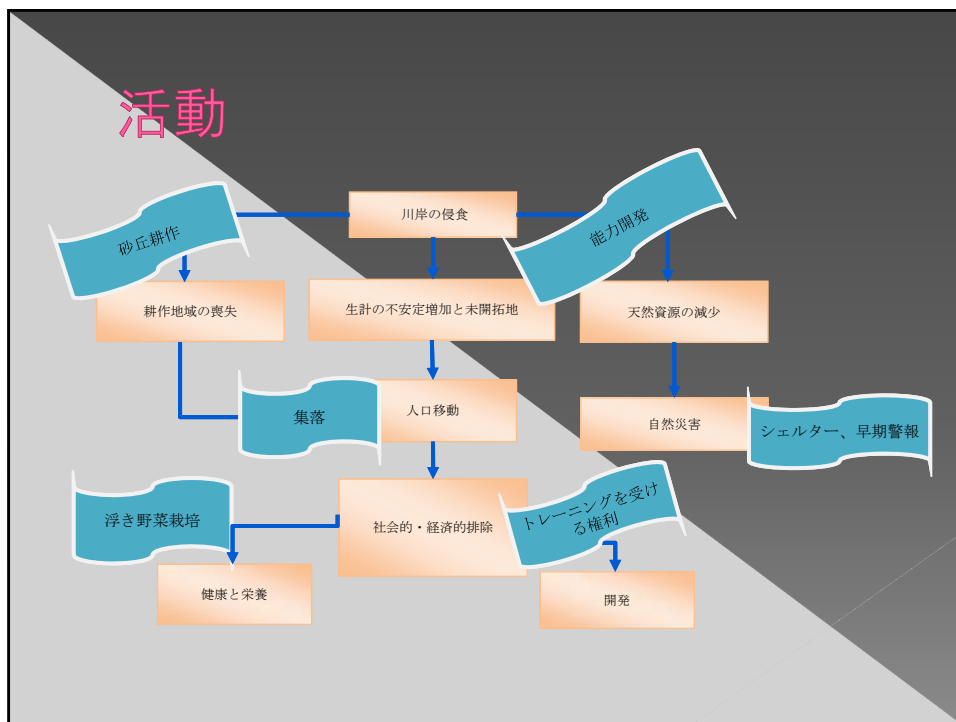 活動
川岸の侵食
砂丘耕作
能力開発
耕作地域の喪失
生計の不安定増加と未開拓地
天然資源の減少
集落
人口移動
自然災害
シェルター、早期警報
浮き野菜栽培
社会的・経済的排除
トレーニングを受け
る権利
健康と栄養
開発